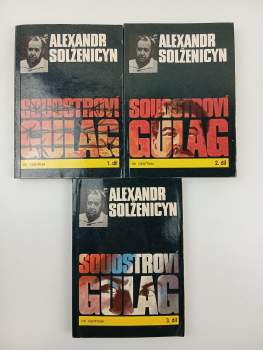 ALEXANDR
SOLŽENICYN
SOUOSTROVÍ
GULAG
1. díl
ALEXANDR
SOLŽENICYN
SOUOSTROVÍ
GULAG
2. díl
ALEXANDR
SOLŽENICYN
SOUOSTROVÍ
GULAG
3. díl